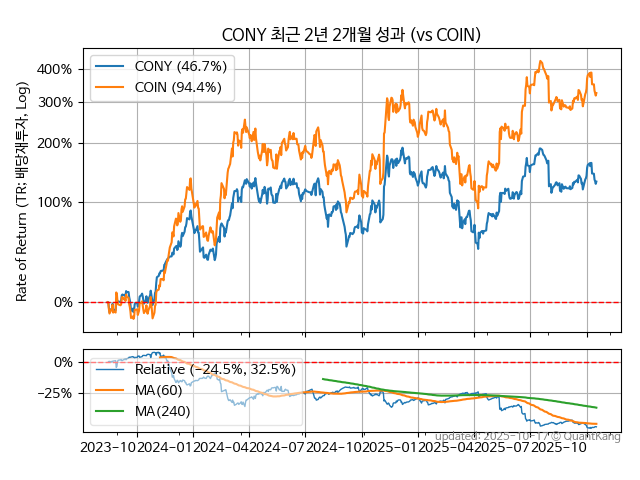 CONY 최근 2년 2개월 성과 (vs COIN)
Rate of Return (TR: 배당재투자, Log)
400%
300%
200%
100%
0%
CONY (46.7%)
COIN (94.4%)
0%
−25%
Relative (−24.5%, 32.5%)
MA(60)
MA(240)
2023−10 2024−01 2024−04 2024−07 2024−10 2025−01 2025−04 2025−07 2025−10
updated: 2025−10−17 © QuantKang